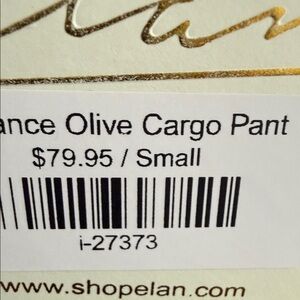 ance Olive Cargo Pant
$79.95 / Small
i-27373
www.shopelan.com